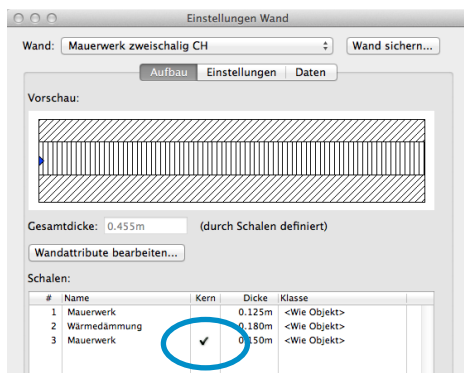 Einstellungen Wand
Wand: Mauerwerk zweischalig CH Wand sichern...
Aufbau Einstellungen Daten
Vorschau:
Gesamtdicke: 0.455m (durch Schalen definiert)
Wandattribute bearbeiten...
Schalen:
# Name Kern Dicke Klasse
1 Mauerwerk 0.125m <Wie Objekt>
2 Wärmedämmung 0.180m <Wie Objekt>
3 Mauerwerk ✔ 0.150m <Wie Objekt>